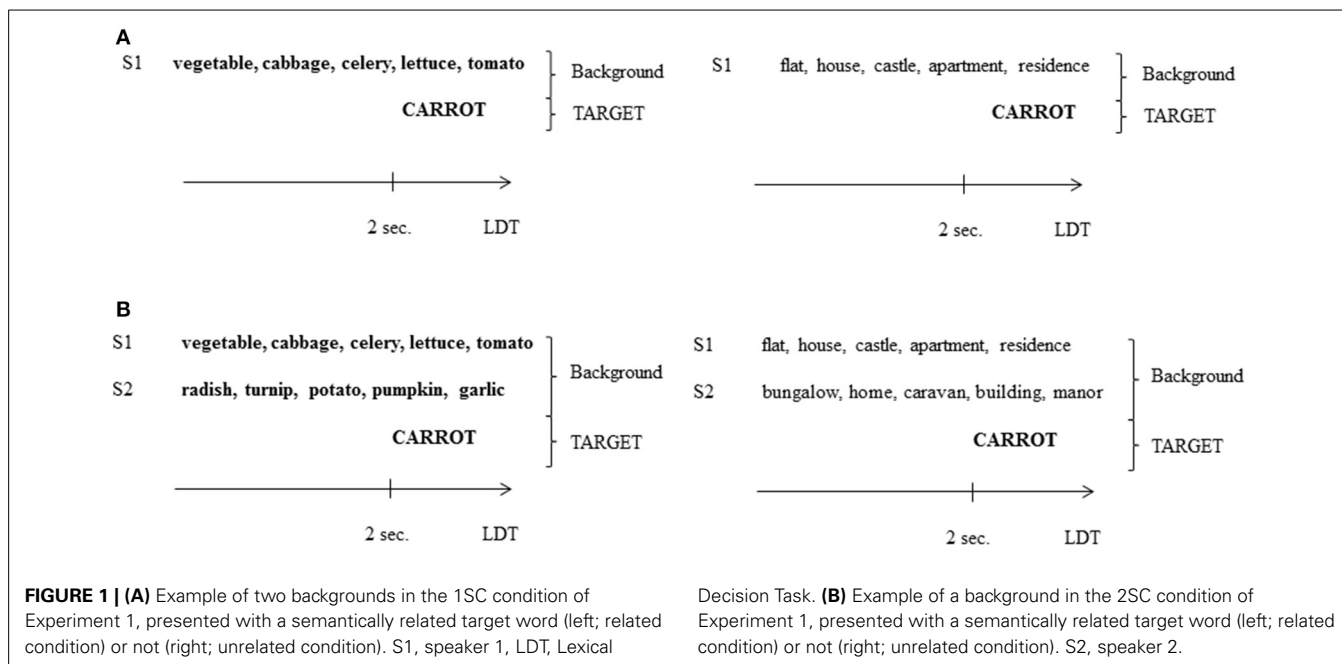 A
S1 vegetable, cabbage, celery, lettuce, tomato
Background
CARROT
TARGET
2 sec. LDT
S1 flat, house, castle, apartment, residence
Background
CARROT
TARGET
2 sec. LDT
B
S1 vegetable, cabbage, celery, lettuce, tomato
S2 radish, turnip, potato, pumpkin, garlic
Background
CARROT
TARGET
2 sec. LDT
S1 flat, house, castle, apartment, residence
S2 bungalow, home, caravan, building, manor
Background
CARROT
TARGET
2 sec. LDT
FIGURE 1 | (A) Example of two backgrounds in the 1SC condition of
Experiment 1, presented with a semantically related target word (left; related
condition) or not (right; unrelated condition). S1, speaker 1, LDT, Lexical
Decision Task. (B) Example of a background in the 2SC condition of
Experiment 1, presented with a semantically related target word (left; related
condition) or not (right; unrelated condition). S2, speaker 2.